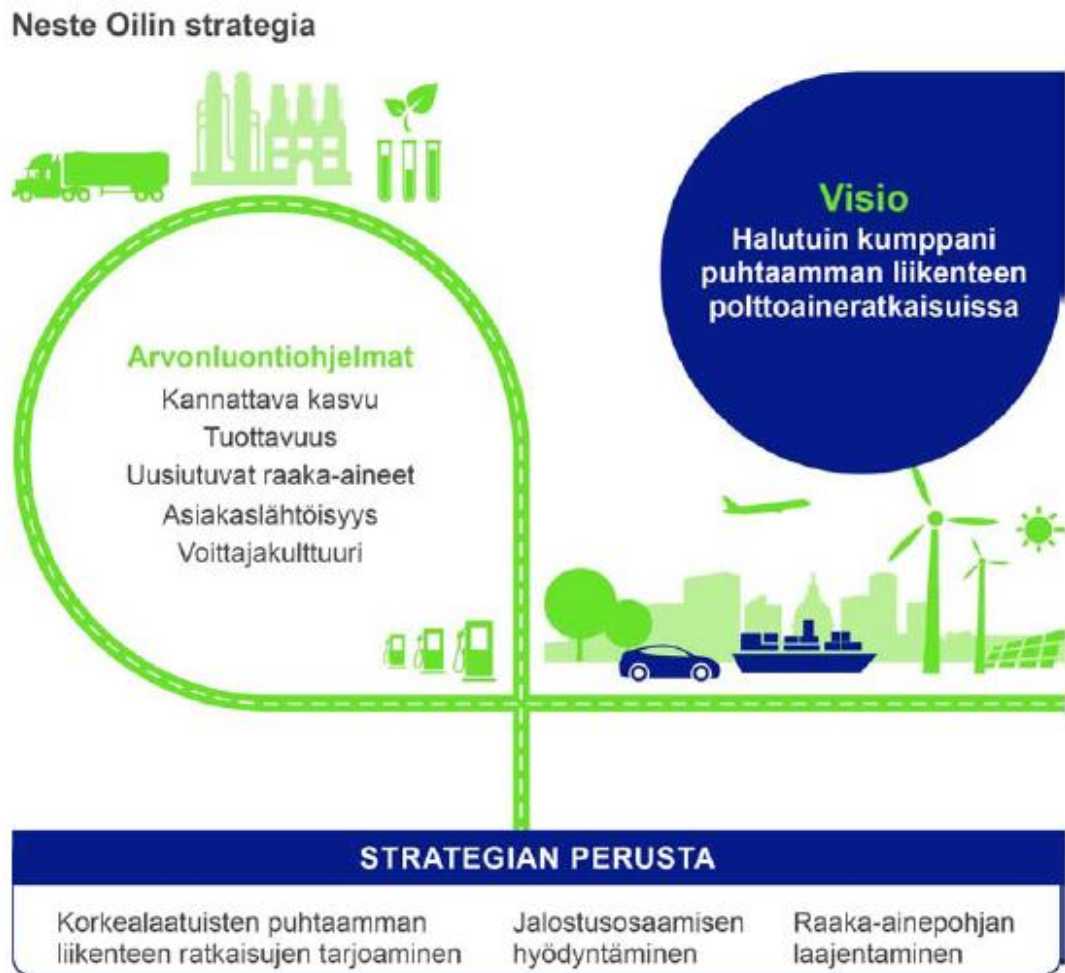 Neste Oilin strategia
Visio
Halutuin kumppani
puhtaamman liikenteen
polttoaineratkaisuissa
Arvonluontiohjelmat
Kannattava kasvu
Tuottavuus
Uusiutuvat raaka-aineet
Asiakaslähtöisyys
Voittajakulttuuri
STRATEGIAN PERUSTA
Korkealaatuisten puhtaamman
liikenteen ratkaisujen tarjoaminen
Jalostusosaamisen
hyödyntäminen
Raaka-ainepohjan
laajentaminen